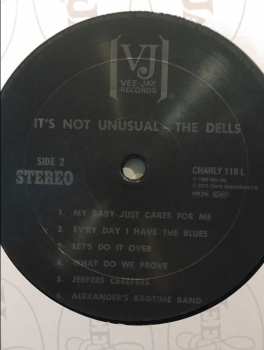 VJ
VEE-JAY
RECORDS
IT'S NOT UNUSUAL - THE DELLS
SIDE 2
STEREO
CHARLY 118 L
1. MY BABY JUST CARES FOR ME
2. EV'RY DAY I HAVE THE BLUES
3. LET'S DO IT OVER
4. WHAT DO WE PROVE
5. JEEPERS CREEPERS
6. ALEXANDER'S RAGTIME BAND